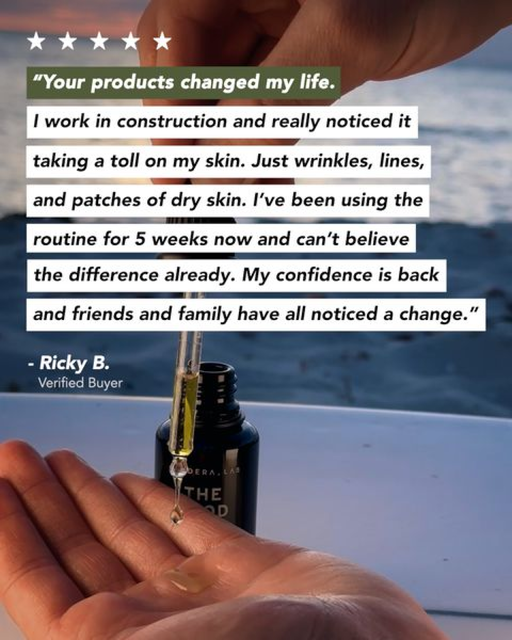 ★★★★★
"Your products changed my life.
I work in construction and really noticed it
taking a toll on my skin. Just wrinkles, lines,
and patches of dry skin. I've been using the
routine for 5 weeks now and can't believe
the difference already. My confidence is back
and friends and family have all noticed a change."
- Ricky B.
Verified Buyer
DERA.LAB
THE